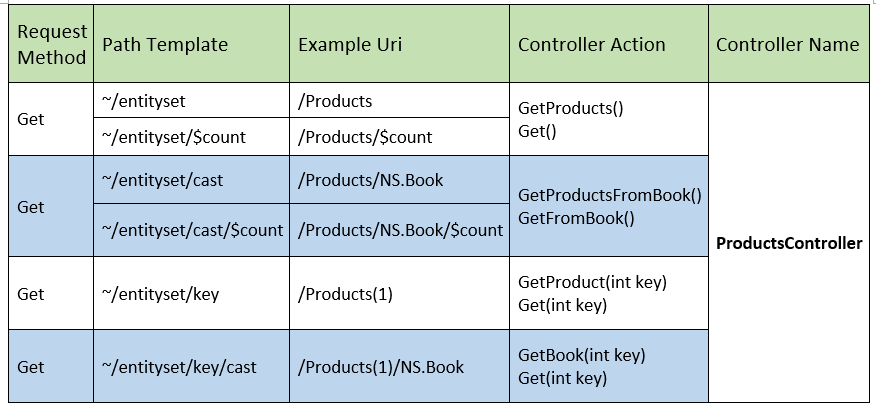 Request Method
Path Template
Example Uri
Controller Action
Controller Name
Get
~/entityset
/Products
~/entityset/$count
/Products/$count
GetProducts()
Get()
Get
~/entityset/cast
/Products/NS.Book
~/entityset/cast/$count
/Products/NS.Book/$count
GetProductsFromBook()
GetFromBook()
ProductsController
Get
~/entityset/key
/Products(1)
GetProduct(int key)
Get(int key)
Get
~/entityset/key/cast
/Products(1)/NS.Book
GetBook(int key)
Get(int key)